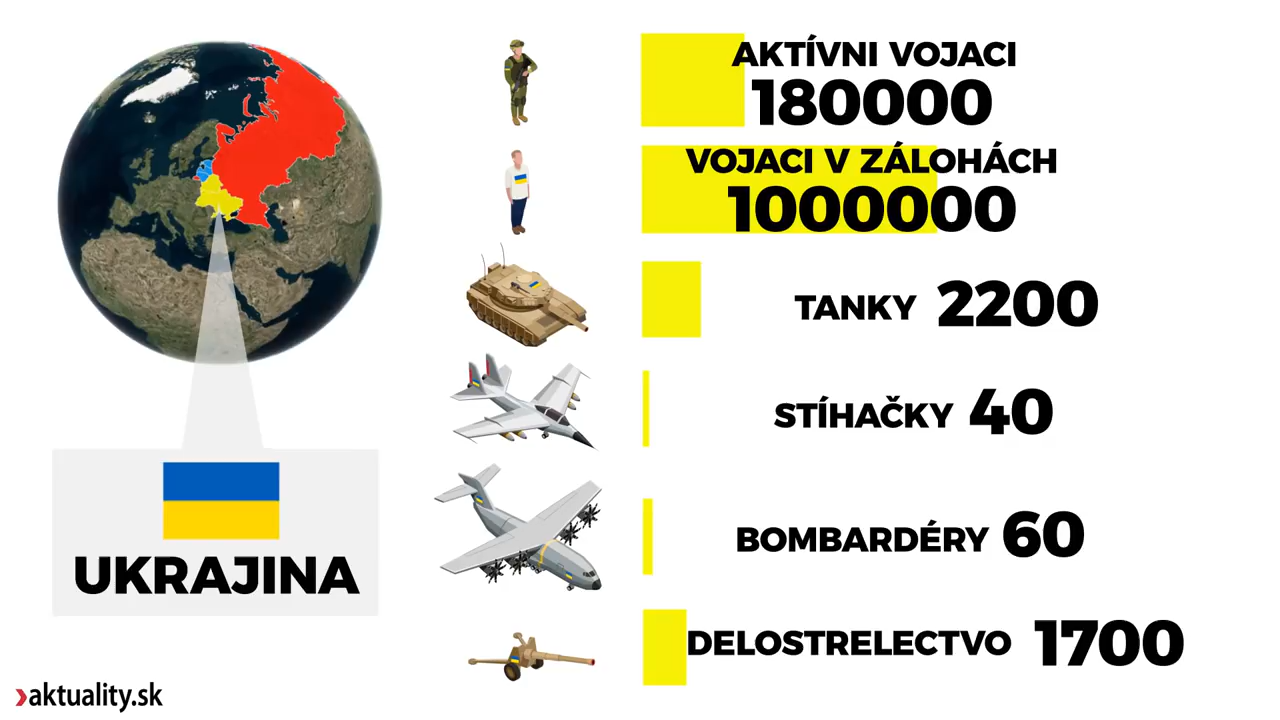 AKTÍVNI VOJACI
180000
VOJACI V ZÁLOHÁCH
1000000
TANKY 2200
STÍHAČKY 40
BOMBARDÉRY 60
DELOSTRELECTVO 1700
UKRAJINA
aktuality.sk